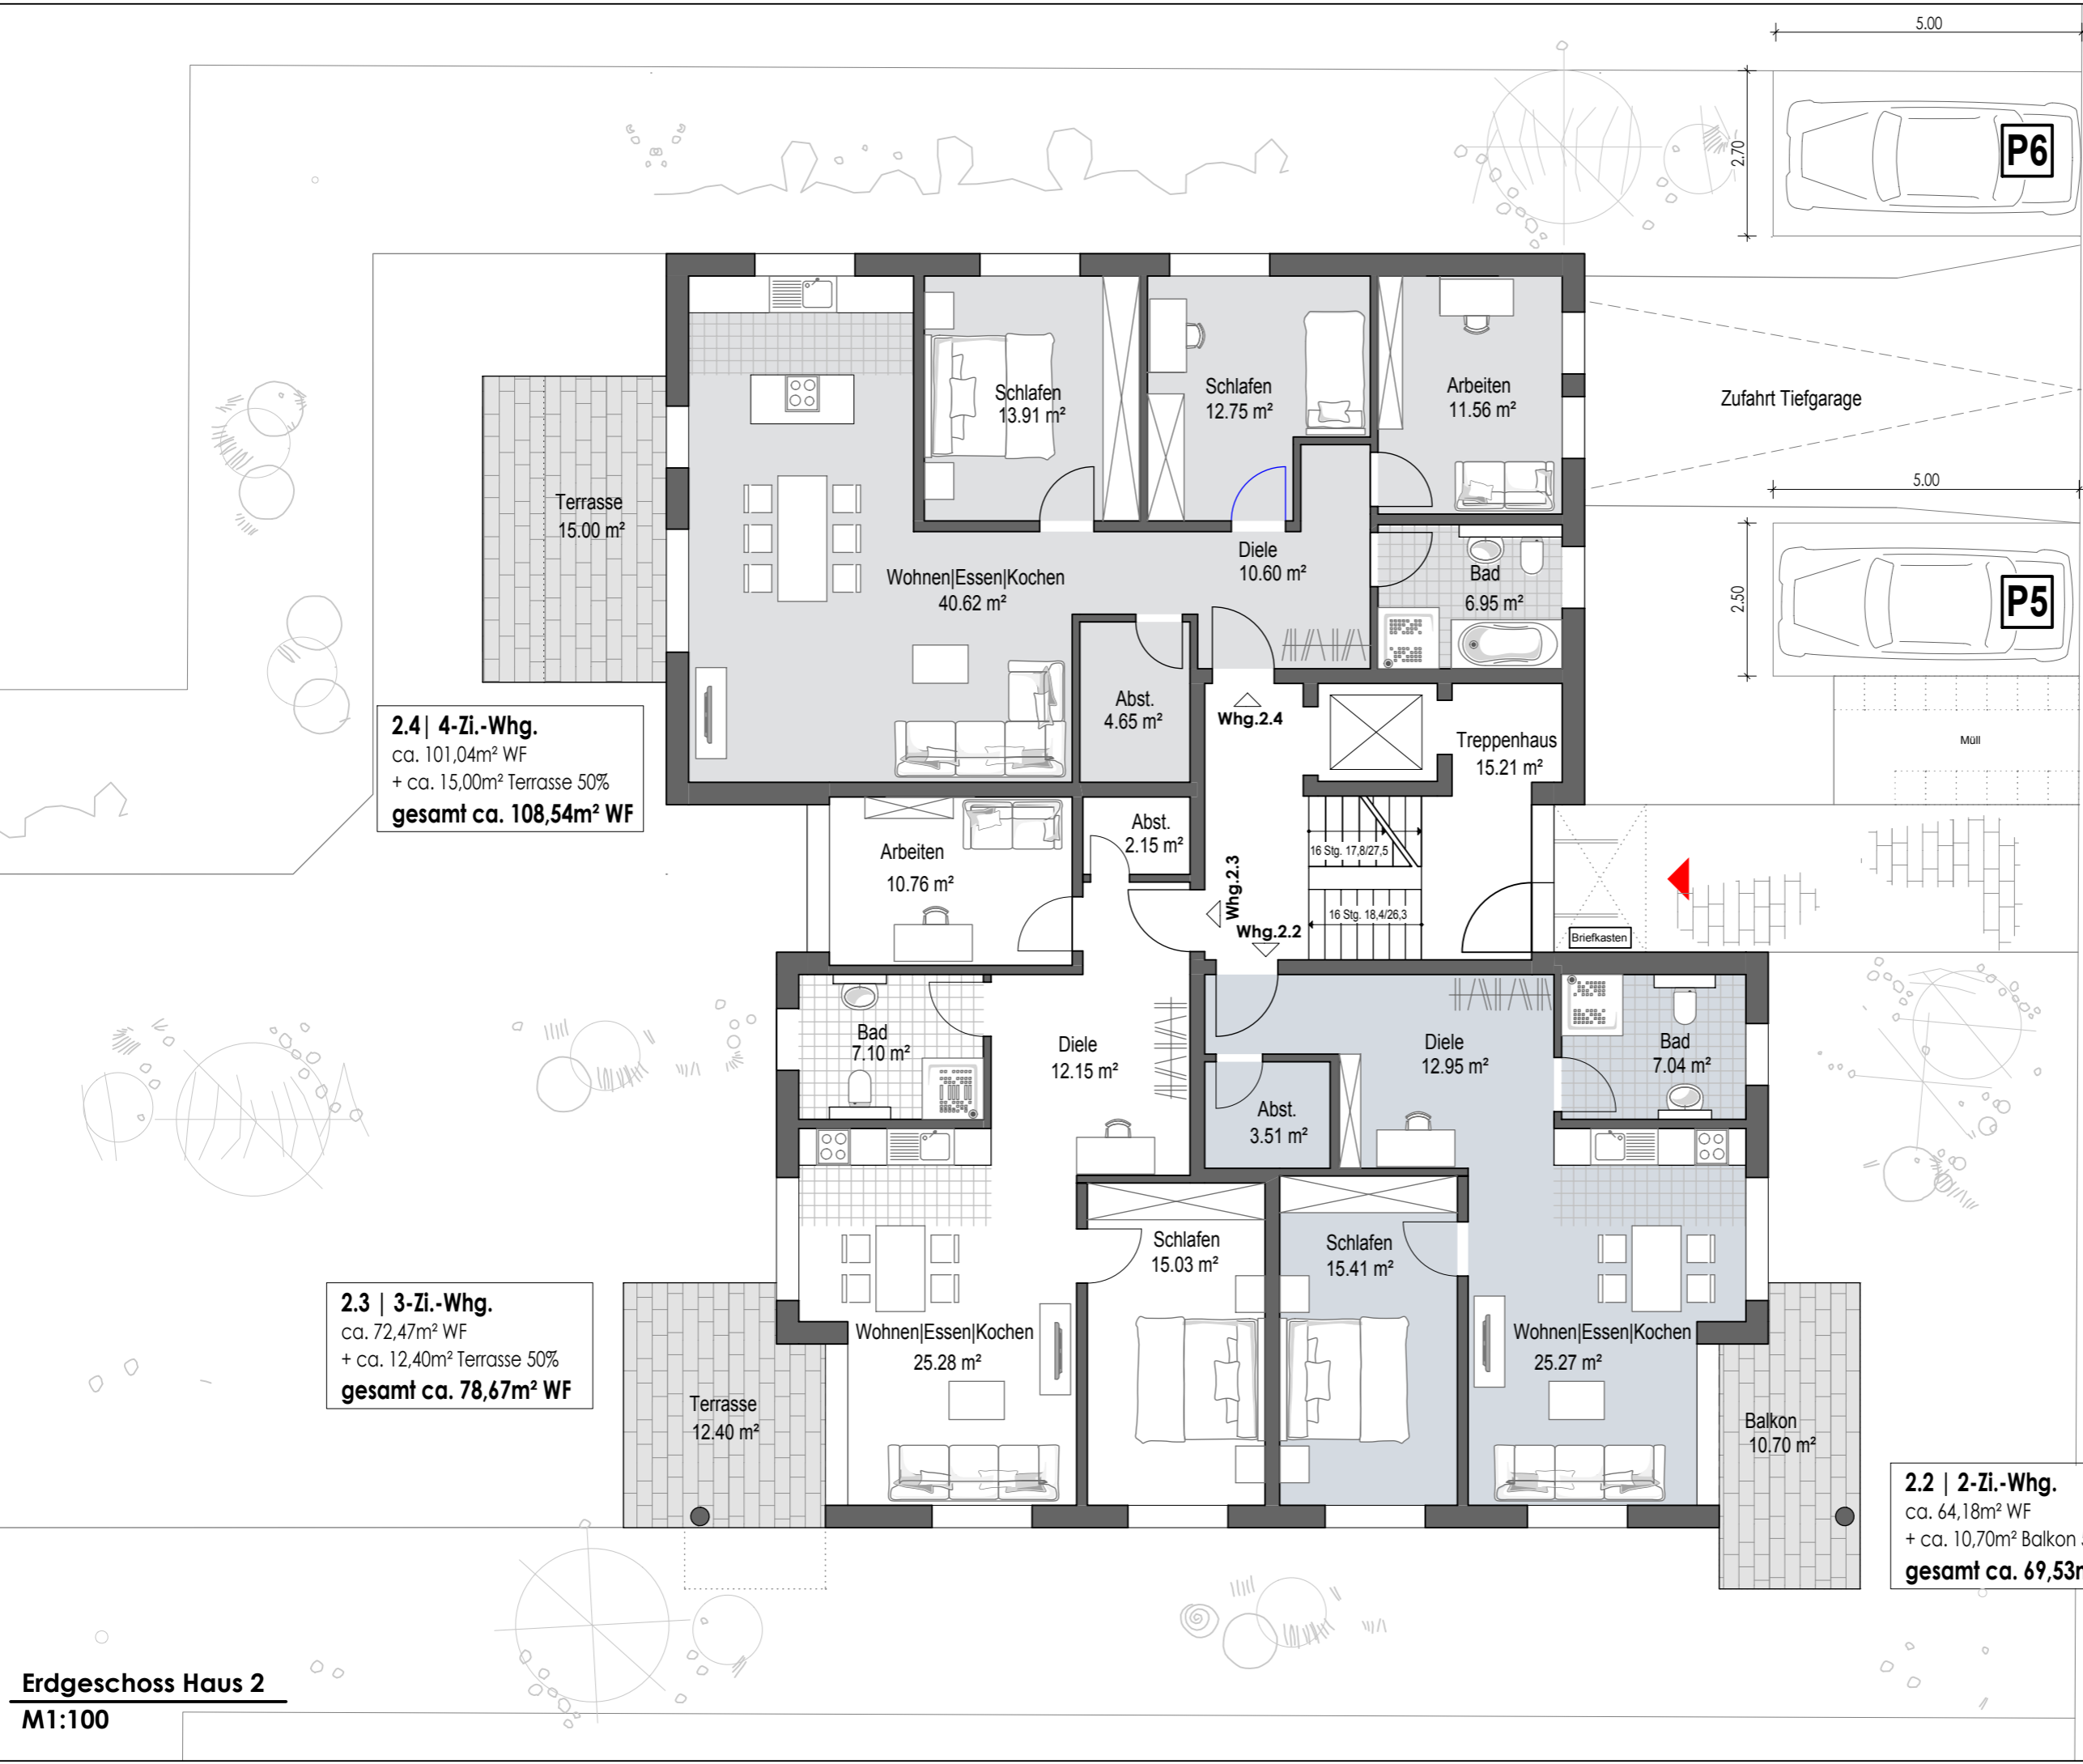 5.00
2.70
P6
Schlafen
13.91 m²
Schlafen
12.75 m²
Arbeiten
11.56 m²
Zufahrt Tiefgarage
5.00
Terrasse
15.00 m²
Wohnen|Essen|Kochen
40.62 m²
Diele
10.60 m²
Bad
6.95 m²
2.50
P5
2.4| 4-Zi.-Whg.
ca. 101,04m² WF
+ ca. 15,00m² Terrasse 50%
gesamt ca. 108,54m² WF
Abst.
4.65 m²
Whg.2.4
Treppenhaus
15.21 m²
Müll
Arbeiten
10.76 m²
Abst.
2.15 m²
16 Stg. 17,8/27,5
Whg.2.3
Whg.2.2
16 Stg. 18,4/26,3
Briefkasten
Bad
7.10 m²
Diele
12.15 m²
Diele
12.95 m²
Bad
7.04 m²
Abst.
3.51 m²
Schlafen
15.03 m²
Schlafen
15.41 m²
2.3 | 3-Zi.-Whg.
ca. 72,47m² WF
+ ca. 12,40m² Terrasse 50%
gesamt ca. 78,67m² WF
Wohnen|Essen|Kochen
25.28 m²
Wohnen|Essen|Kochen
25.27 m²
Terrasse
12.40 m²
Balkon
10.70 m²
2.2 | 2-Zi.-Whg.
ca. 64,18m² WF
+ ca. 10,70m² Balkon
gesamt ca. 69,53m
Erdgeschoss Haus 2
M1:100